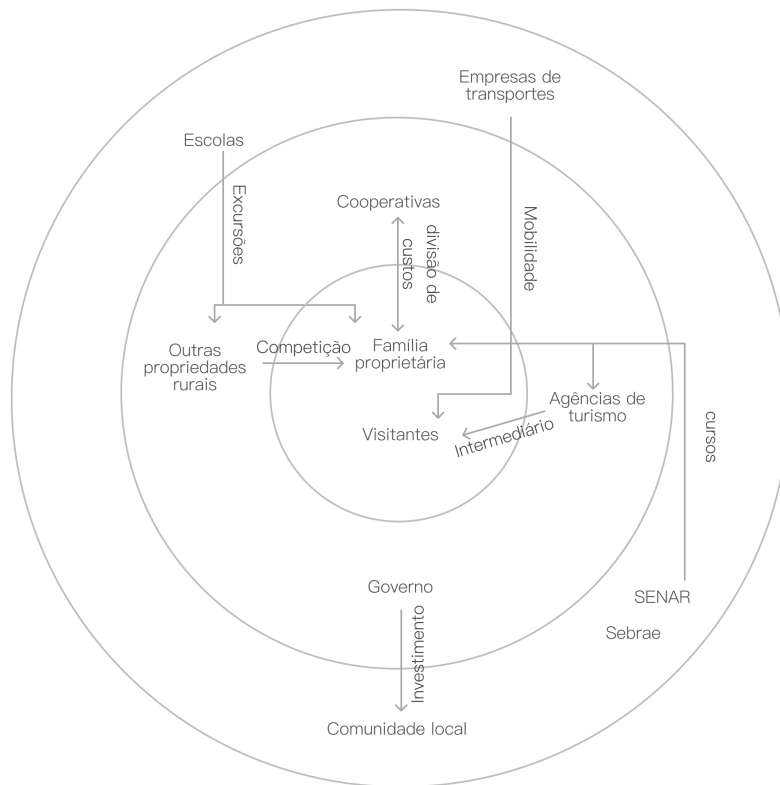 Empresas de
transportes
Escolas
Excursões
Cooperativas
divisão de
custos
Mobilidade
Outras
propriedades
rurais
Competição
Família
proprietária
Agências de
turismo
Visitantes
Intermediário
cursos
Governo
SENAR
Sebrae
Investimento
Comunidade local